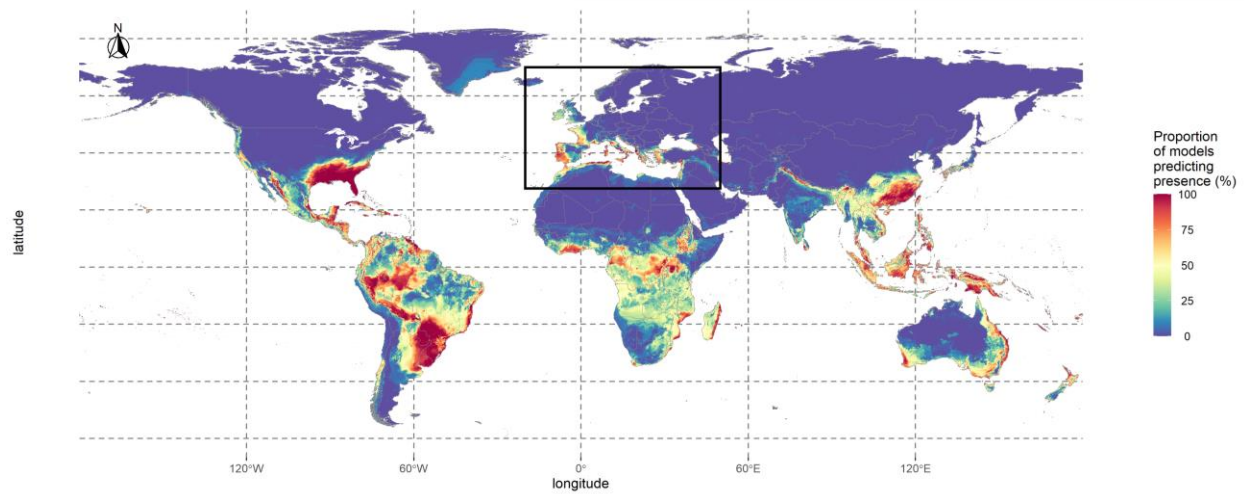 N
latitude
Proportion
of models
predicting
presence (%)
100
75
50
25
0
120°W
60°W
0°
60°E
120°E
longitude